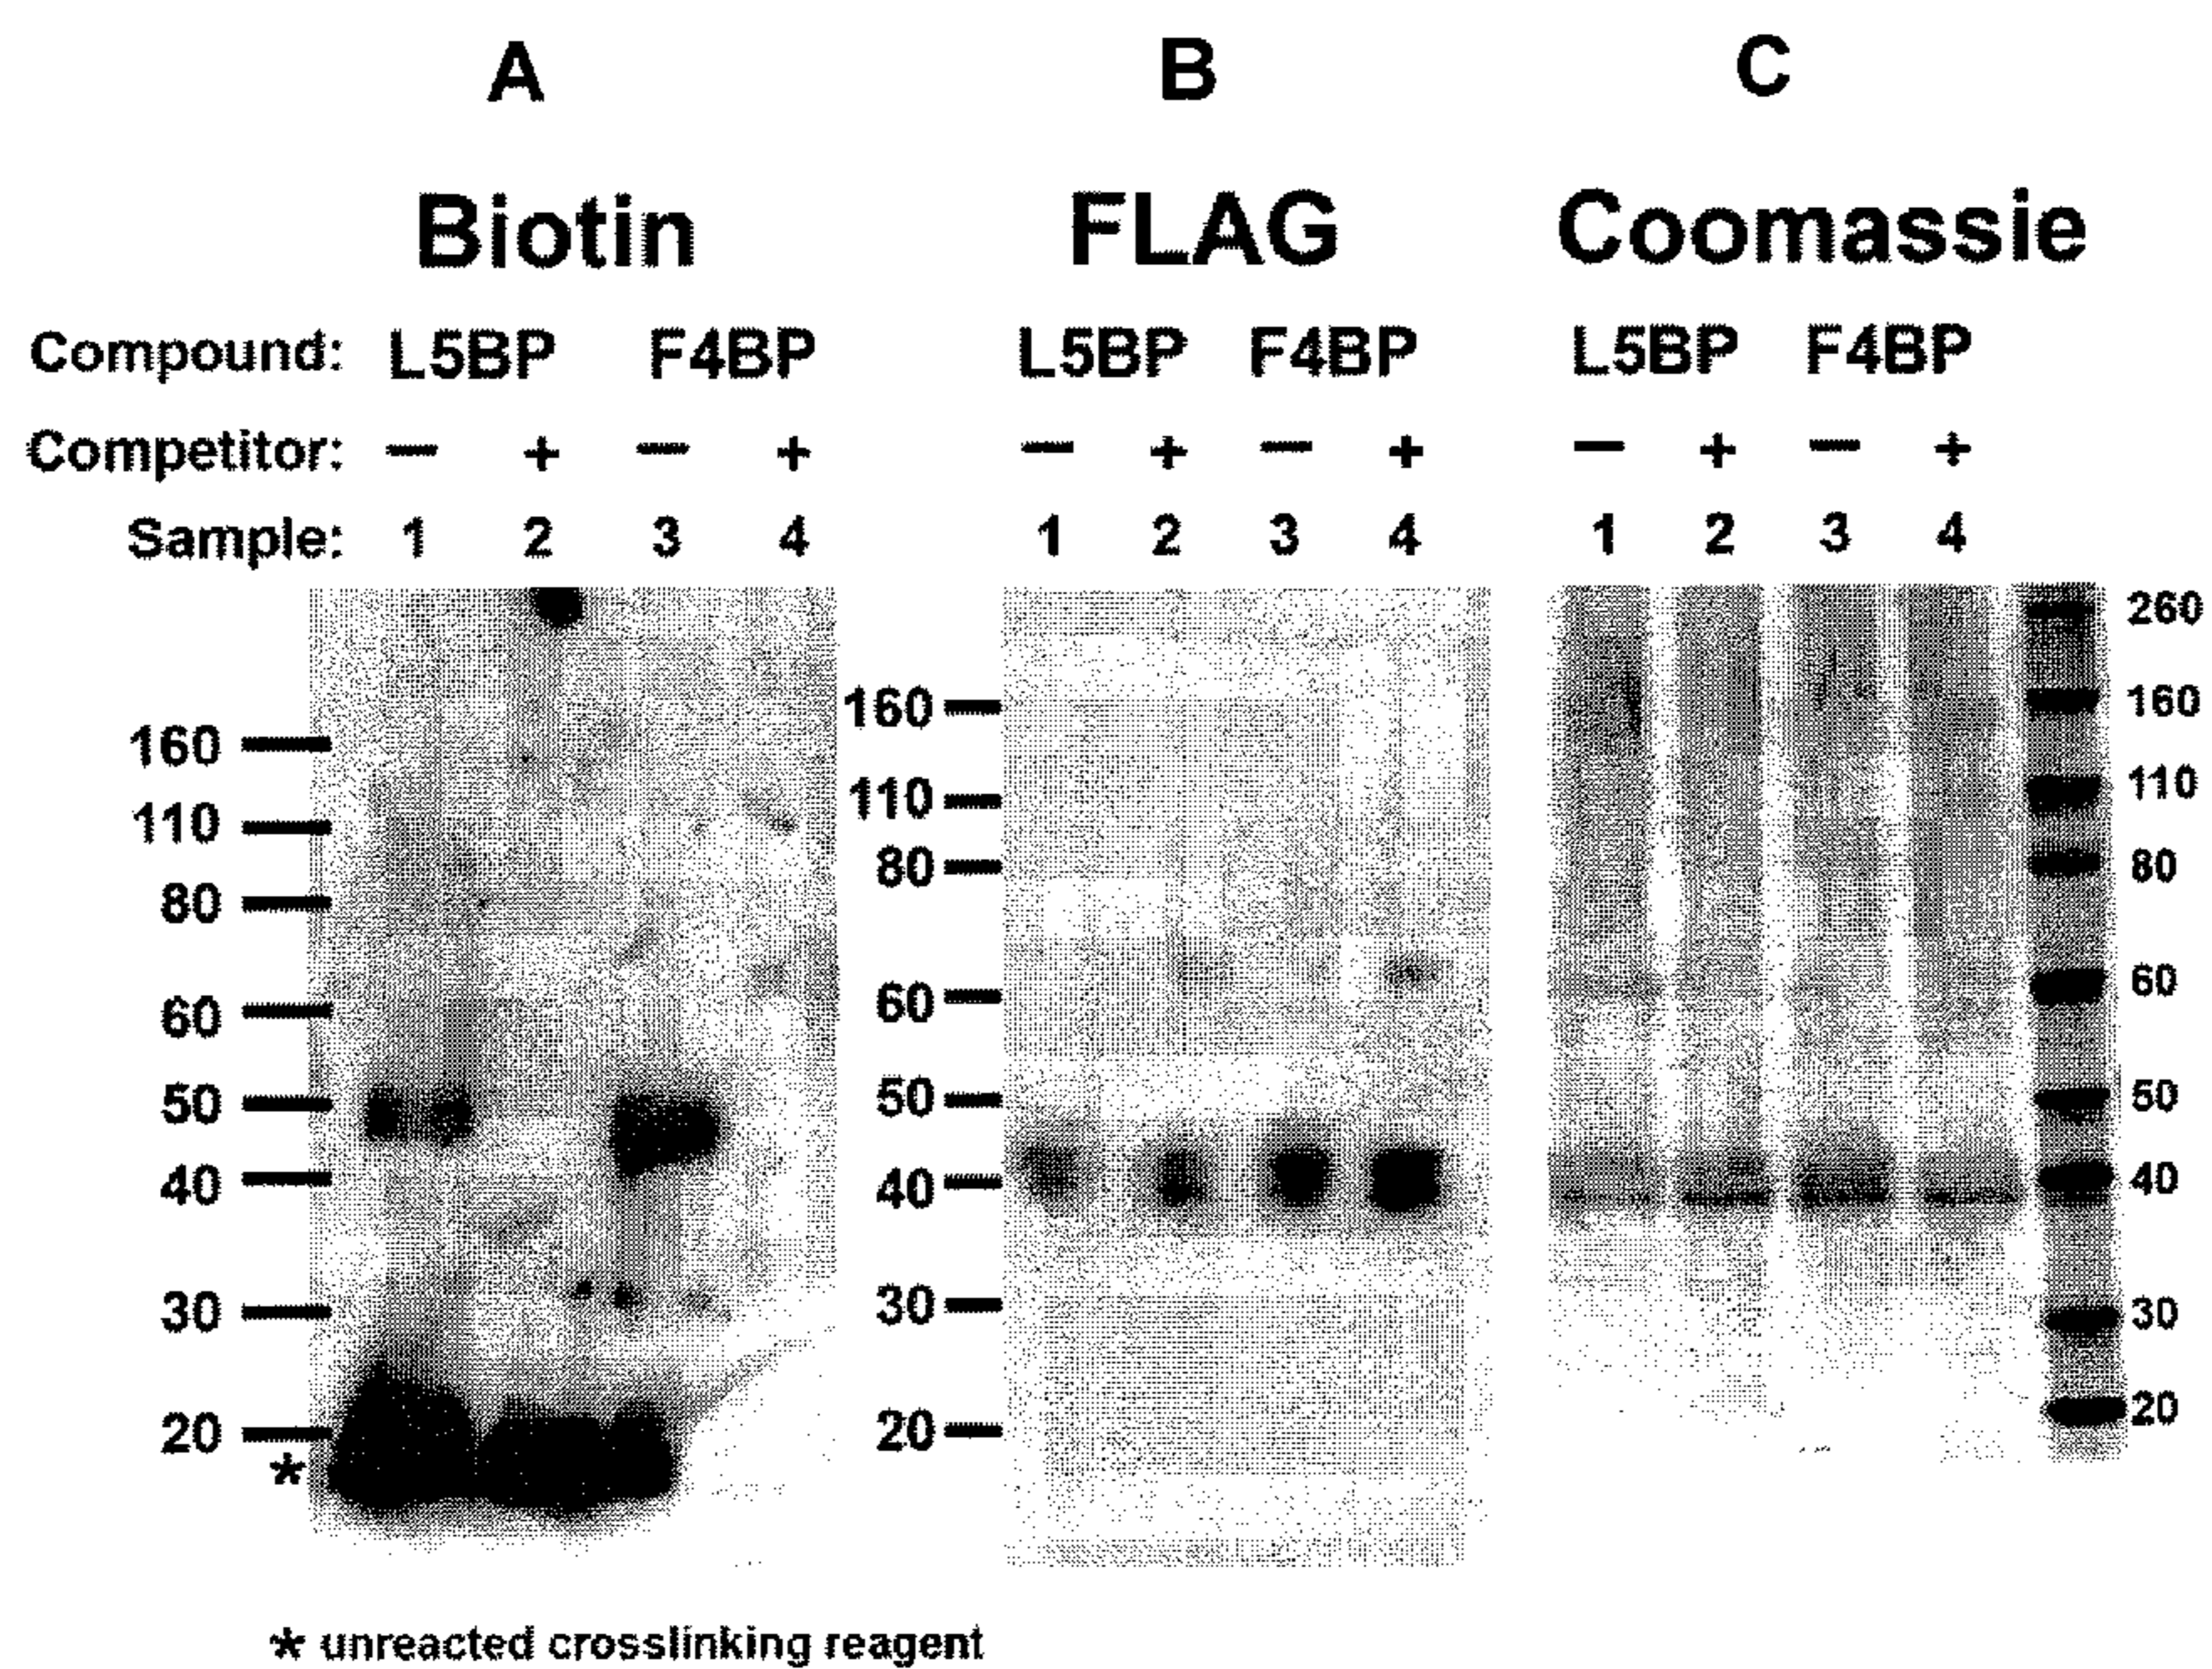 A B C
Biotin FLAG Coomassie
Compound: L5BP F4BP L5BP F4BP L5BP F4BP
Competitor: — + — + — + — + — + — +
Sample: 1 2 3 4 1 2 3 4 1 2 3 4
260
160 160 160
110 110 110
80 80 80
60 60 60
50 50 50
40 40 40
30 30 30
20 20 20
*
* unreacted crosslinking reagent